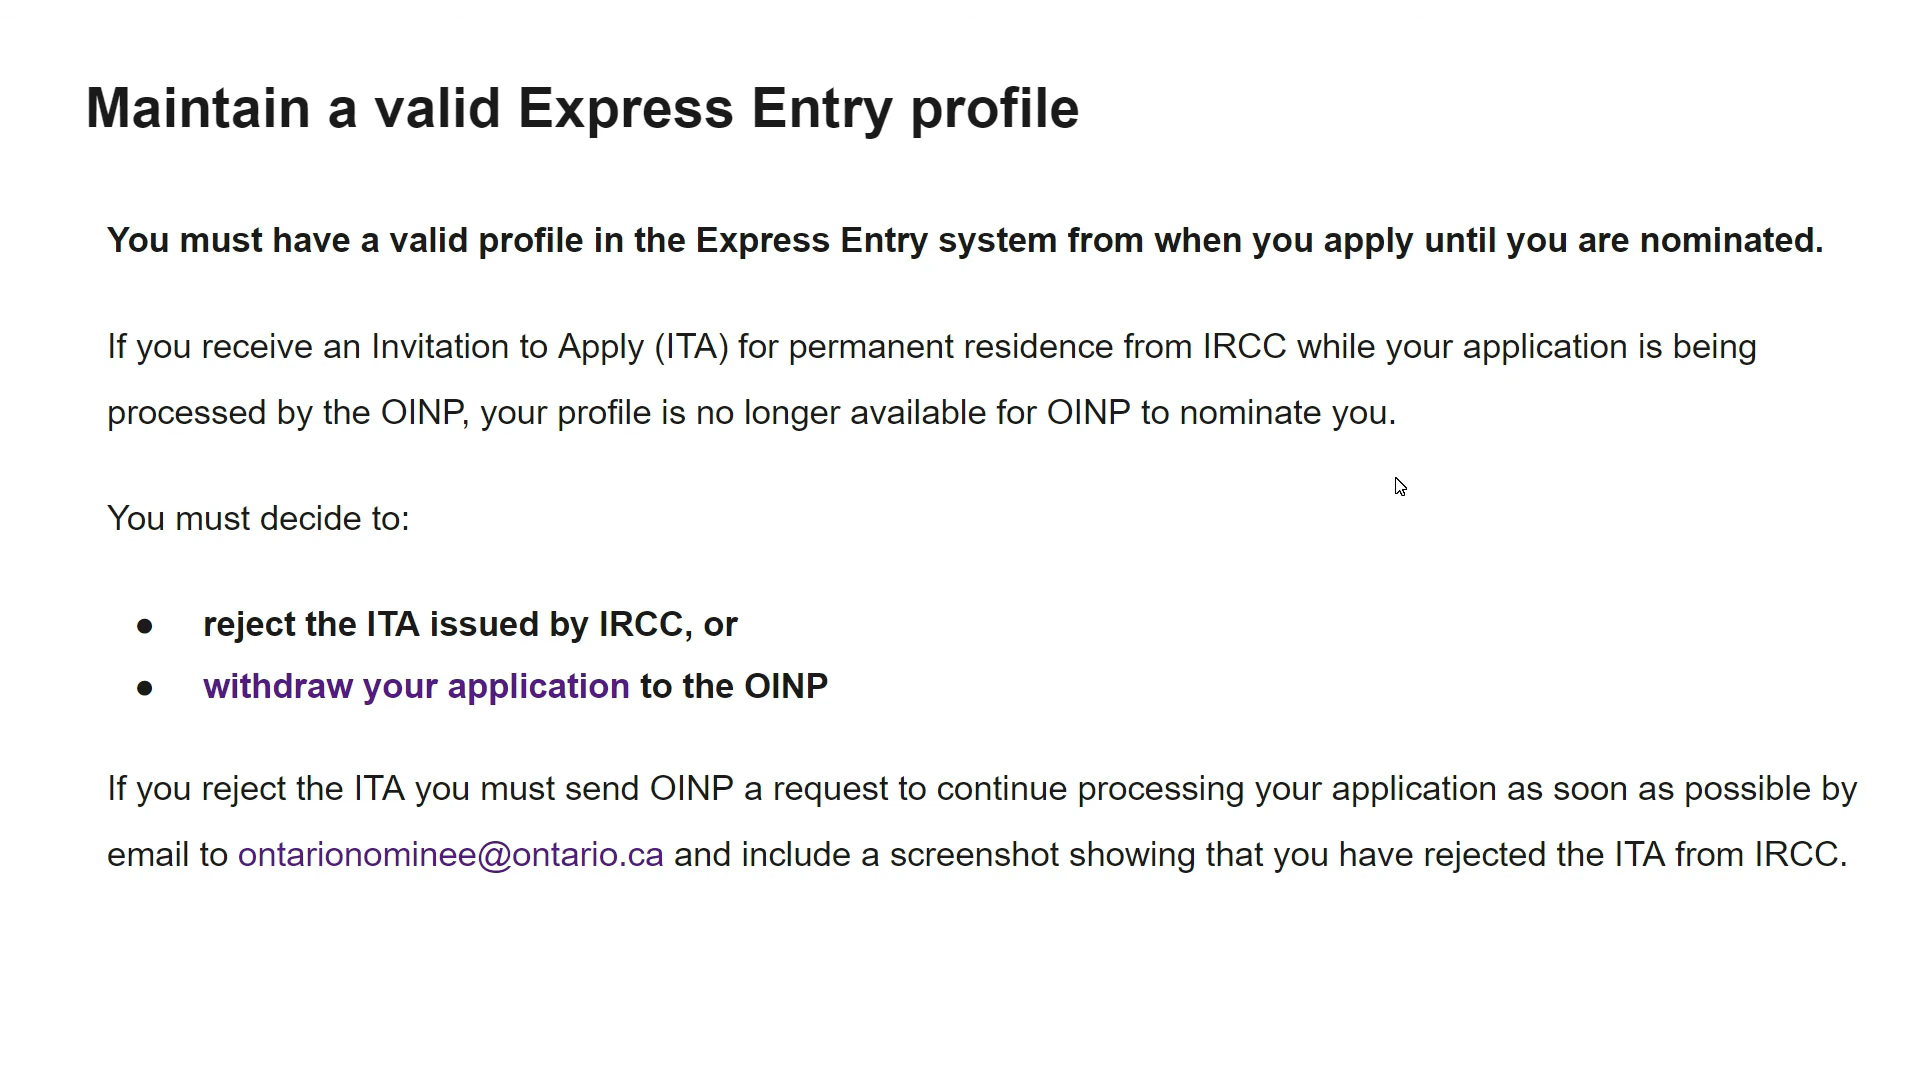 Maintain a valid Express Entry profile
You must have a valid profile in the Express Entry system from when you apply until you are nominated.
If you receive an Invitation to Apply (ITA) for permanent residence from IRCC while your application is being
processed by the OINP, your profile is no longer available for OINP to nominate you.
You must decide to:
● reject the ITA issued by IRCC, or
● withdraw your application to the OINP
If you reject the ITA you must send OINP a request to continue processing your application as soon as possible by
email to ontarionominee@ontario.ca and include a screenshot showing that you have rejected the ITA from IRCC.